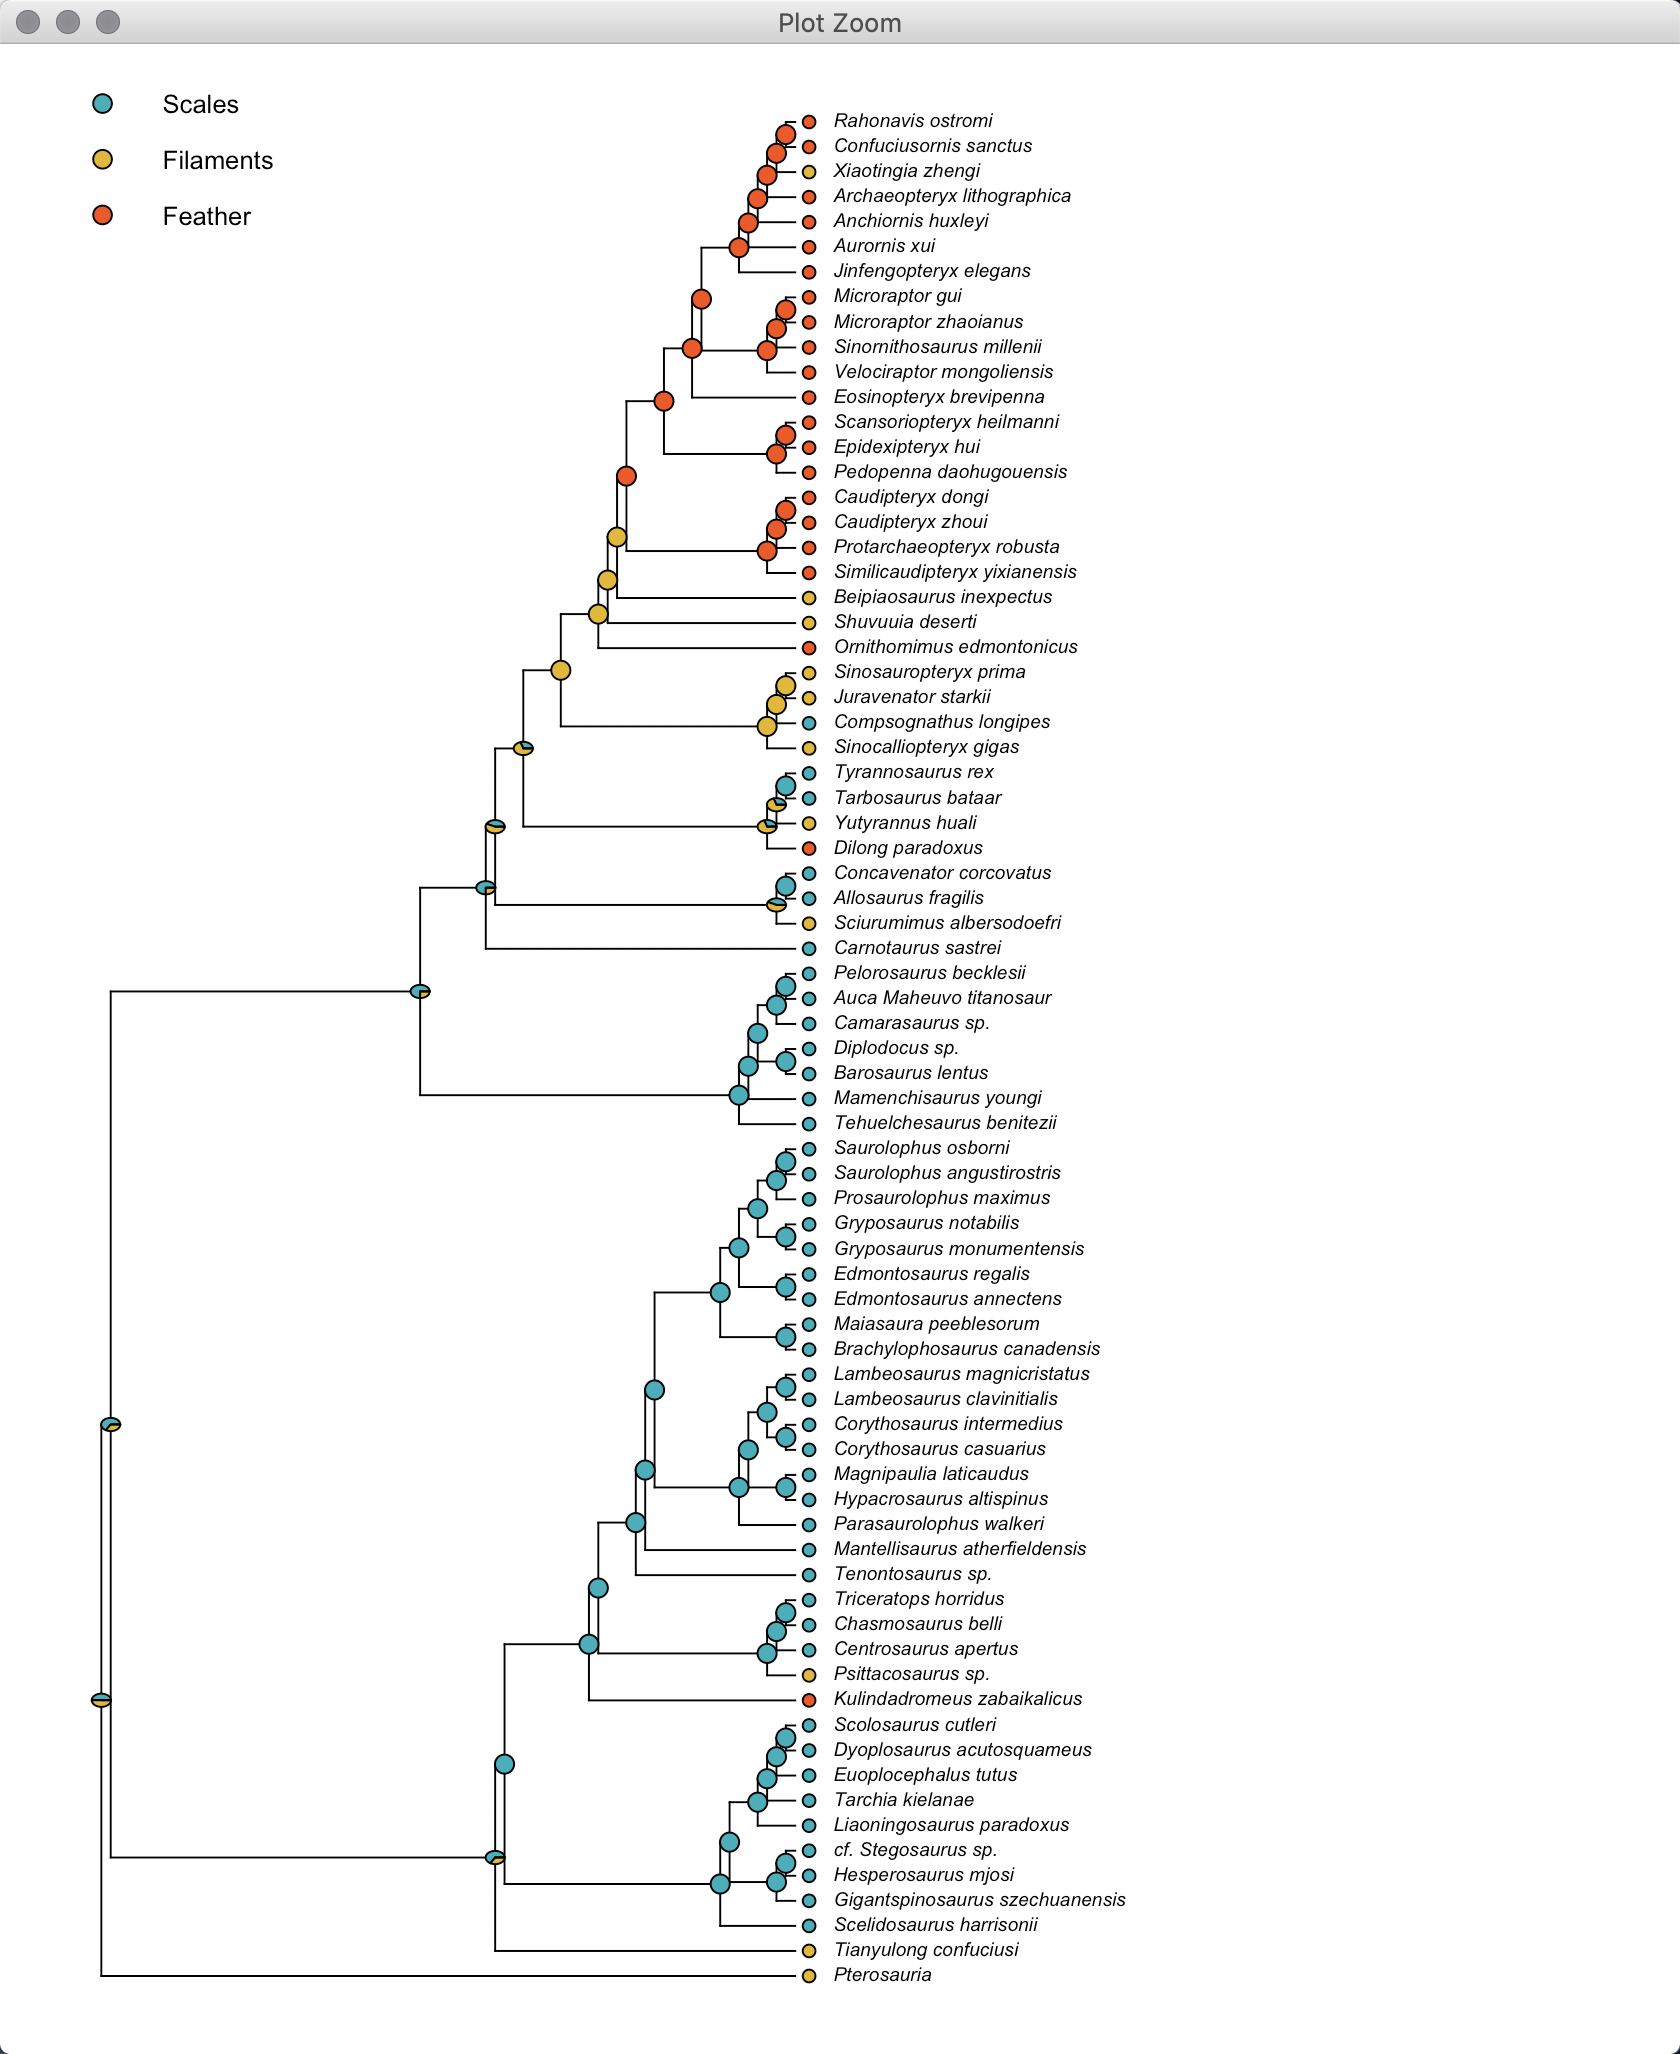 Plot Zoom
Scales
Filaments
Feather
Rahonavis ostromi
Confuciusornis sanctus
Xiaotingia zhengi
Archaeopteryx lithographica
Anchiornis huxleyi
Aurornis xui
Jinfengopteryx elegans
Microraptor gui
Microraptor zhaoianus
Sinornithosaurus millenii
Velociraptor mongoliensis
Eosinopteryx brevipenna
Scansoriopteryx heilmanni
Epidexipteryx hui
Pedopenna daohugouensis
Caudipteryx dongi
Caudipteryx zhoui
Protarchaeopteryx robusta
Similicaudipteryx yixianensis
Beipiaosaurus inexpectus
Shuvuuia deserti
Ornithomimus edmontonicus
Sinosauropteryx prima
Juravenator starkii
Compsognathus longipes
Sinocalliopteryx gigas
Tyrannosaurus rex
Tarbosaurus bataar
Yutyrannus huali
Dilong paradoxus
Concavenator corcovatus
Allosaurus fragilis
Sciurumimus albersodoefri
Carnotaurus sastrei
Pelorosaurus becklesii
Auca Maheuvo titanosaur
Camarasaurus sp.
Diplodocus sp.
Barosaurus lentus
Mamenchisaurus youngi
Tehuelchesaurus benitezii
Saurolophus osborni
Saurolophus angustirostris
Prosaurolophus maximus
Gryposaurus notabilis
Gryposaurus monumentensis
Edmontosaurus regalis
Edmontosaurus annectens
Maiasaura peeblesorum
Brachylophosaurus canadensis
Lambeosaurus magnicristatus
Lambeosaurus clavinitialis
Corythosaurus intermedius
Corythosaurus casuarius
Magnipaulia laticaudus
Hypacrosaurus altispinus
Parasaurolophus walkeri
Mantellisaurus atherfieldensis
Tenontosaurus sp.
Triceratops horridus
Chasmosaurus belli
Centrosaurus apertus
Psittacosaurus sp.
Kulindadromeus zabaikalicus
Scolosaurus cutleri
Dyoplosaurus acutosquameus
Euoplocephalus tutus
Tarchia kielanae
Liaoningosaurus paradoxus
cf. Stegosaurus sp.
Hesperosaurus mjosi
Gigantspinosaurus szechuanensis
Scelidosaurus harrisonii
Tianyulong confuciusi
Pterosauria